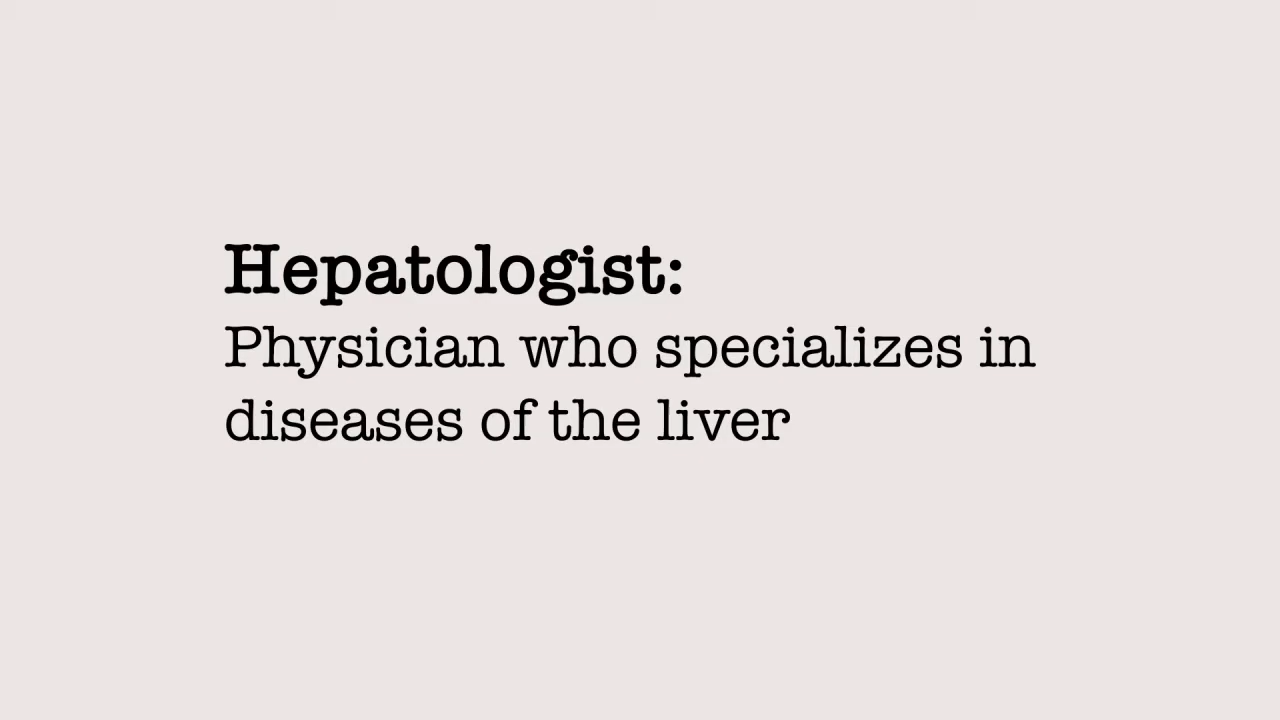 Hepatologist:
Physician who specializes in
diseases of the liver